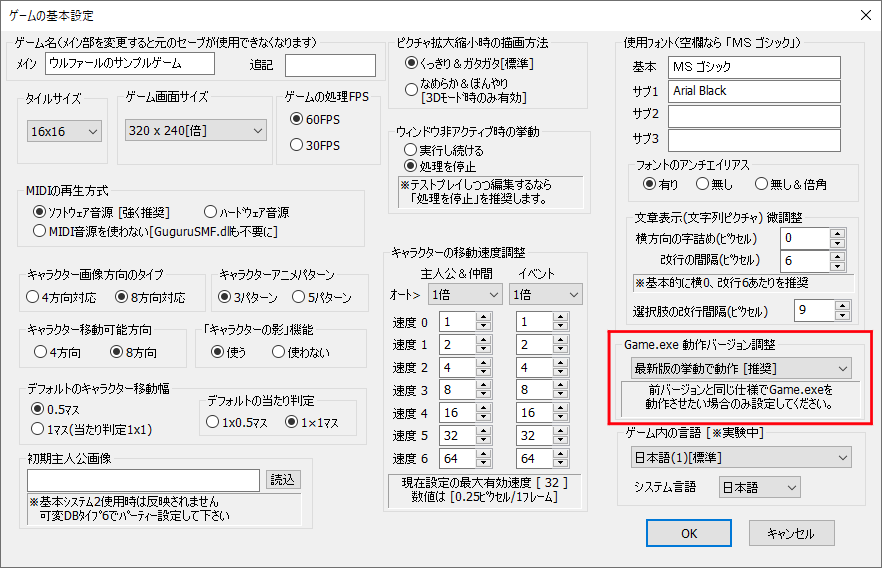 ゲームの基本設定
ゲーム名(メイン部を変更すると元のセーブが使用できなくなります)
メイン ウルファールのサンプルゲーム 追記
タイルサイズ
16x16
ゲーム画面サイズ
320 x 240[倍]
ゲームの処理FPS
60FPS
30FPS
MIDIの再生方式
ソフトウェア音源 [強く推奨] ハードウェア音源
MIDI音源を使わない[GuguruSMF.dllも不要に]
キャラクター画像方向のタイプ
4方向対応 8方向対応
キャラクターアニメパターン
3パターン 5パターン
キャラクター移動可能方向
4方向 8方向
「キャラクターの影」機能
使う 使わない
デフォルトのキャラクター移動幅
0.5マス
1マス(当たり判定1x1)
デフォルトの当たり判定
1x0.5マス 1×1マス
初期主人公画像
読込
※基本システム2使用時は反映されません
可変DBタイプ6でパーティー設定して下さい
ピクチャ拡大縮小時の描画方法
くっきり&ガタガタ[標準]
なめらか&ぼんやり
[3Dモード時のみ有効]
ウィンドウ非アクティブ時の挙動
実行し続ける
処理を停止
※テストプレイしつつ編集するなら
「処理を停止」を推奨します。
キャラクターの移動速度調整
主人公&仲間 イベント
オート> 1倍 1倍
速度 0 1 1
速度 1 2 2
速度 2 4 4
速度 3 8 8
速度 4 16 16
速度 5 32 32
速度 6 64 64
現在設定の最大有効速度 [ 32 ]
数値は [0.25ピクセル/1フレーム]
使用フォント(空欄なら「MS ゴシック」)
基本 MS ゴシック
サブ1 Arial Black
サブ2
サブ3
フォントのアンチエイリアス
有り 無し 無し&倍角
文章表示(文字列ピクチャ) 微調整
横方向の字詰め(ピクセル) 0
改行の間隔(ピクセル) 6
※基本的に横0、改行6あたりを推奨
選択肢の改行間隔(ピクセル) 9
Game.exe 動作バージョン調整
最新版の挙動で動作 [推奨]
前バージョンと同じ仕様でGame.exeを
動作させたい場合のみ設定してください。
ゲーム内の言語 [※実験中]
日本語(1)[標準]
システム言語 日本語
OK キャンセル